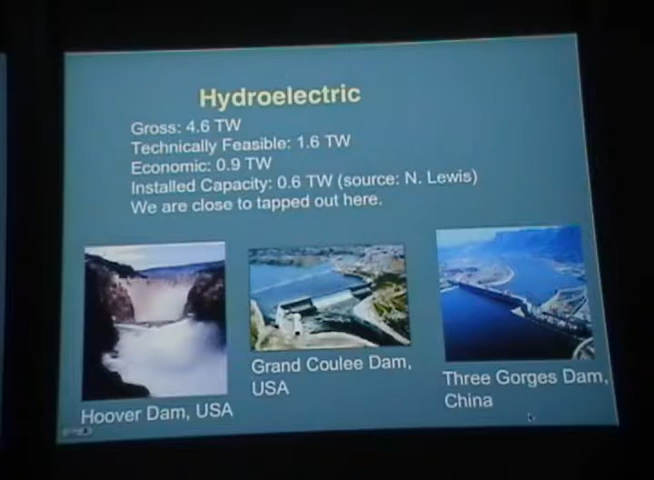 Hydroelectric
Gross: 4.6 TW
Technically Feasible: 1.6 TW
Economic: 0.9 TW
Installed Capacity: 0.6 TW (source: N. Lewis)
We are close to tapped out here.
Hoover Dam, USA
Grand Coulee Dam,
USA
Three Gorges Dam,
China